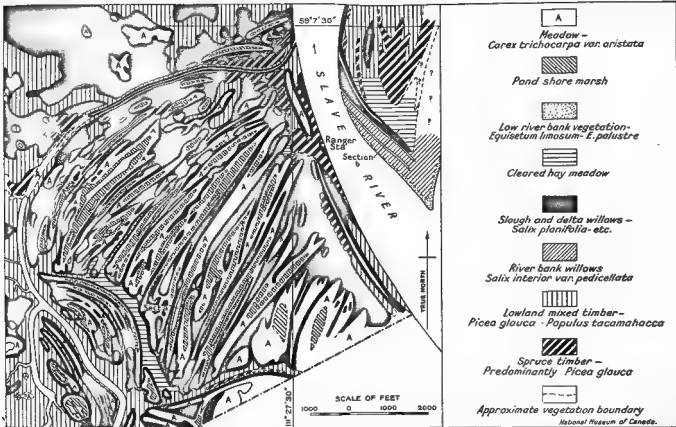 59°7'30"
SLAVE
RIVER
Ranger
Sta
Section
6
TRUE NORTH
111°27'30"
SCALE OF FEET
1000 0 1000 2000
A
Meadow –
Carex trichocarpa var. aristata
Pond shore marsh
Low river bank vegetation-
Equisetum limosum - E. palustre
Cleared hay meadow
Slough and delta willows –
Salix planifolia - etc.
River bank willows
Salix interior var. pedicellata
Lowland mixed timber –
Picea glauca - Populus tacamahacca
Spruce timber –
Predominantly Picea glauca
Approximate vegetation boundary
National Museum of Canada.